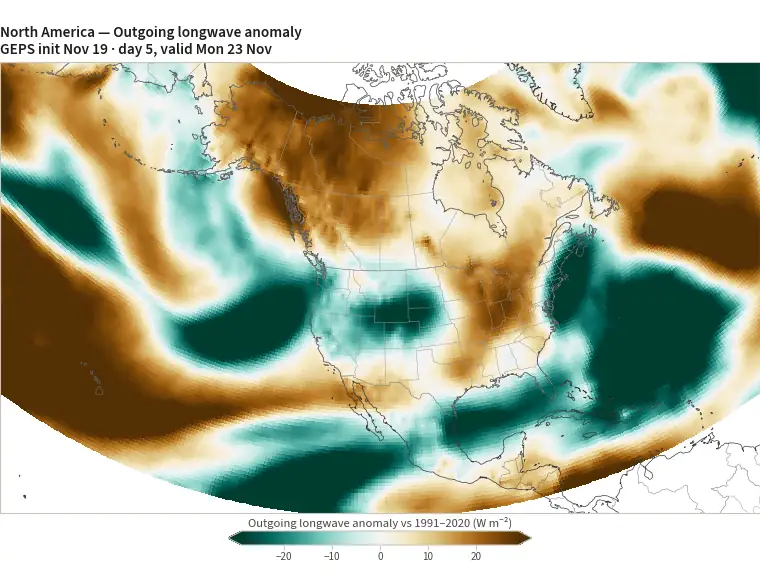 North America — Outgoing longwave anomaly
GEPS init Nov 19 · day 5, valid Mon 23 Nov
Outgoing longwave anomaly vs 1991–2020 (W m⁻²)
−20 −10 0 10 20